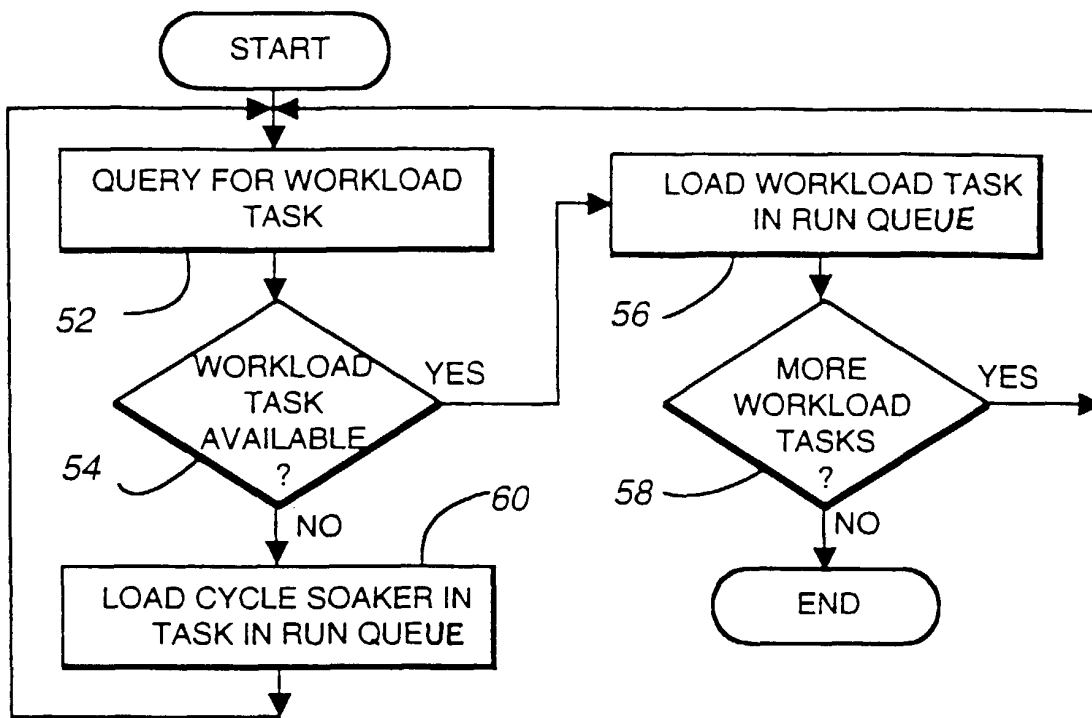 START
QUERY FOR WORKLOAD
TASK
52
WORKLOAD
TASK
AVAILABLE
?
54
YES
NO
60
LOAD CYCLE SOAKER IN
TASK IN RUN QUEUE
LOAD WORKLOAD TASK
IN RUN QUEUE
56
MORE
WORKLOAD
TASKS
?
58
YES
NO
END